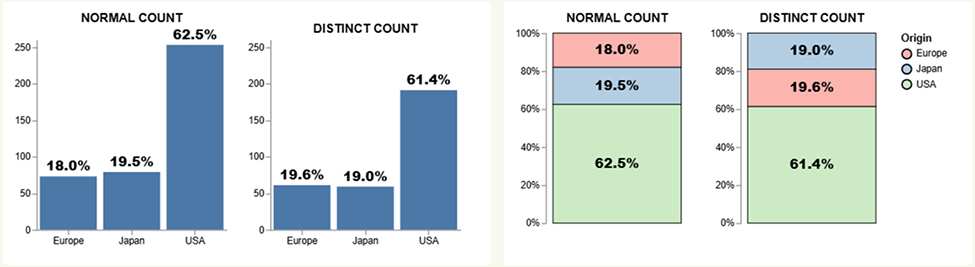 NORMAL COUNT
62.5%
250
200
150
100
50
0
18.0%
19.5%
Europe
Japan
USA
DISTINCT COUNT
250
200
150
100
50
0
61.4%
19.6%
19.0%
Europe
Japan
USA
NORMAL COUNT
100%
80%
60%
40%
20%
0%
18.0%
19.5%
62.5%
DISTINCT COUNT
100%
80%
60%
40%
20%
0%
19.0%
19.6%
61.4%
Origin
Europe
Japan
USA